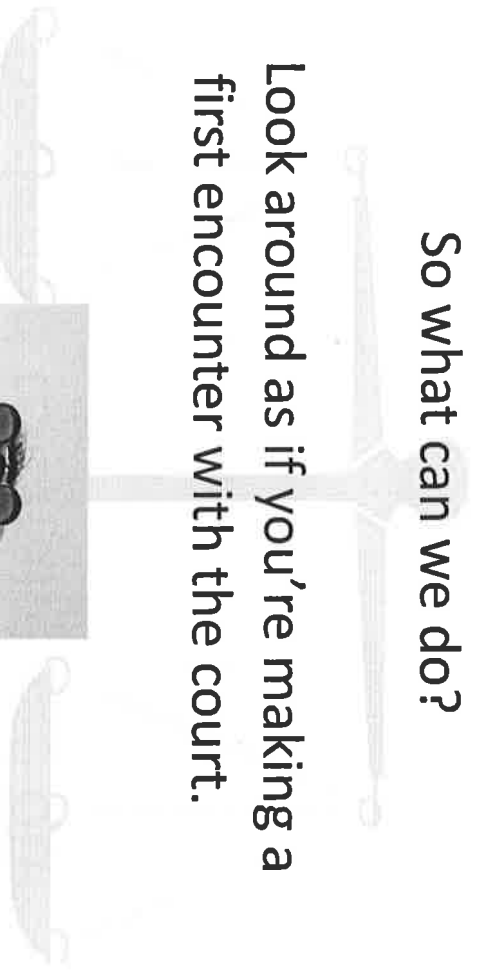 So what can we do?
Look around as if you're making a
first encounter with the court.